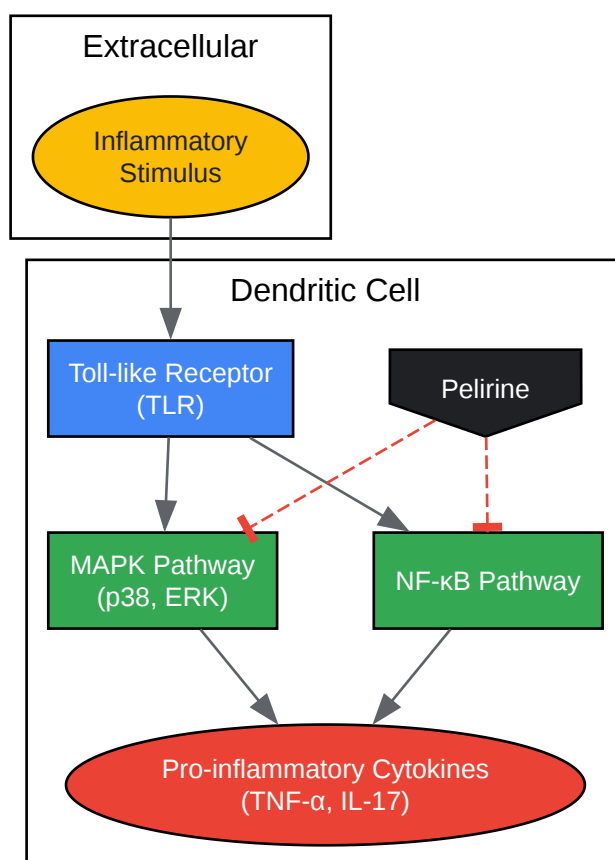 Extracellular
Inflammatory
Stimulus
Dendritic Cell
Toll-like Receptor
(TLR)
Pelirine
MAPK Pathway
(p38, ERK)
NF-κB Pathway
Pro-inflammatory Cytokines
(TNF-α, IL-17)